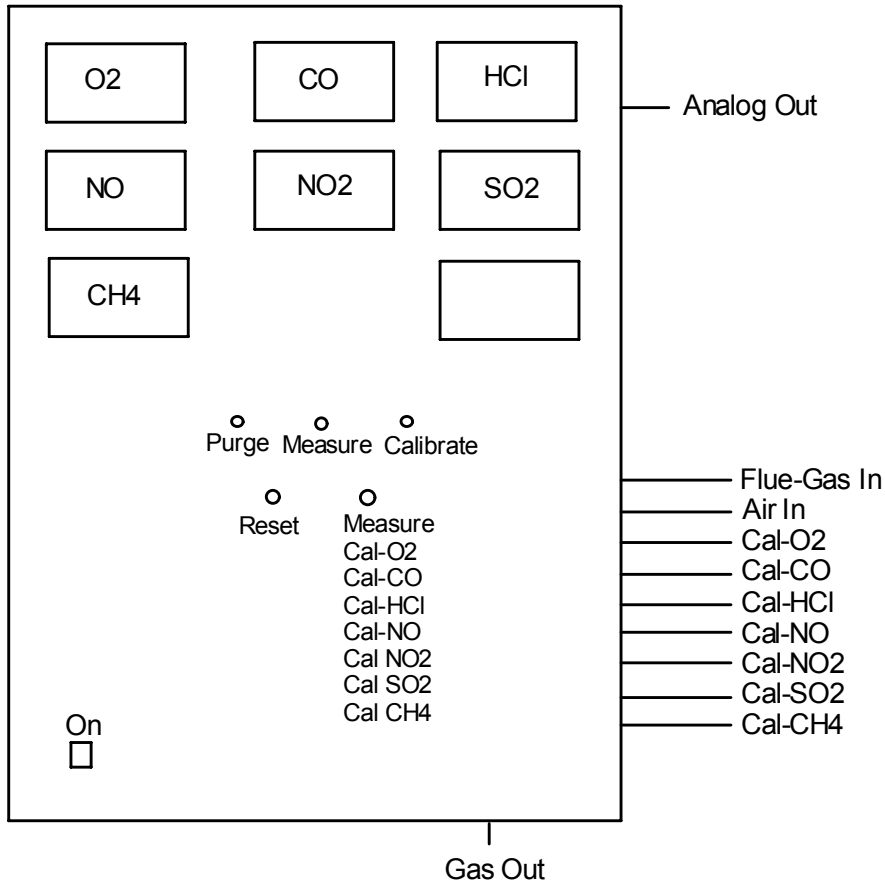 O2
CO
HCl
Analog Out
NO
NO2
SO2
CH4
Purge
Measure
Calibrate
Reset
Measure
Cal-O2
Cal-CO
Cal-HCl
Cal-NO
Cal NO2
Cal SO2
Cal CH4
Flue-Gas In
Air In
Cal-O2
Cal-CO
Cal-HCl
Cal-NO
Cal-NO2
Cal-SO2
Cal-CH4
On
Gas Out